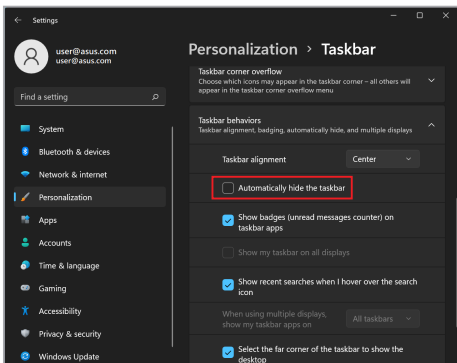 Settings
user@asus.com
user@asus.com
Find a setting
System
Bluetooth & devices
Network & internet
Personalization
Apps
Accounts
Time & language
Gaming
Accessibility
Privacy & security
Windows Update
Personalization > Taskbar
Taskbar corner overflow
Choose which icons may appear in the taskbar corner – all others will
appear in the taskbar corner overflow menu
Taskbar behaviors
Taskbar alignment, badging, automatically hide, and multiple displays
Taskbar alignment
Center
Automatically hide the taskbar
Show badges (unread messages counter) on
taskbar apps
Show my taskbar on all displays
Show recent searches when I hover over the search
icon
When using multiple displays,
show my taskbar apps on
All taskbars
Select the far corner of the taskbar to show the
desktop